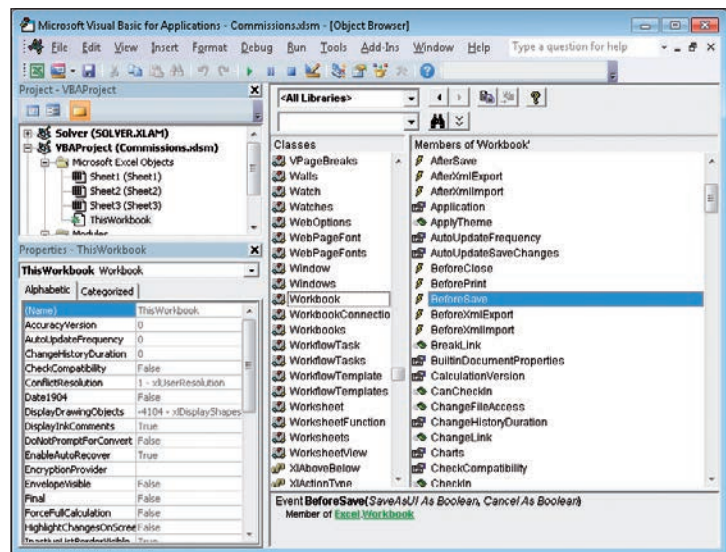 Microsoft Visual Basic for Applications - Commissions.xlsm - [Object Browser]
File Edit View Insert Format Debug Run Tools Add-Ins Window Help Type a question for help
Project - VBAProject
Solver (SOLVER.XLAM)
VBAProject (Commissions.xlsm)
Microsoft Excel Objects
Sheet1 (Sheet1)
Sheet2 (Sheet2)
Sheet3 (Sheet3)
ThisWorkbook
Modules
Properties - ThisWorkbook
ThisWorkbook Workbook
Alphabetic Categorized
(Name) ThisWorkbook
AccuracyVersion 0
AutoUpdateFrequency 0
ChangeHistoryDuration 0
CheckCompatibility False
ConflictResolution 1 - xlUserResolution
Date1904 False
DisplayDrawingObjects -4104 - xlDisplayShapes
DisplayInkComments True
DoNotPromptForConvert False
EnableAutoRecover True
EncryptionProvider
EnvelopeVisible False
Final False
ForceFullCalculation False
HighlightChangesOnScree False
InactiveListBorderVisible True
<All Libraries>
Classes
VPageBreaks
Walls
Watch
Watches
WebOptions
WebPageFont
WebPageFonts
Window
Windows
Workbook
WorkbookConnectio
Workbooks
WorkflowTask
WorkflowTasks
WorkflowTemplate
WorkflowTemplates
Worksheet
WorksheetFunction
Worksheets
WorksheetView
XlAboveBelow
XlActionType
Members of 'Workbook'
AfterSave
AfterXmlExport
AfterXmlImport
Application
ApplyTheme
AutoUpdateFrequency
AutoUpdateSaveChanges
BeforeClose
BeforePrint
BeforeSave
BeforeXmlExport
BeforeXmlImport
BreakLink
BuiltinDocumentProperties
CalculationVersion
CanCheckIn
ChangeFileAccess
ChangeHistoryDuration
ChangeLink
Charts
CheckCompatibility
CheckIn
Event BeforeSave(SaveAsUI As Boolean, Cancel As Boolean)
Member of Excel.Workbook